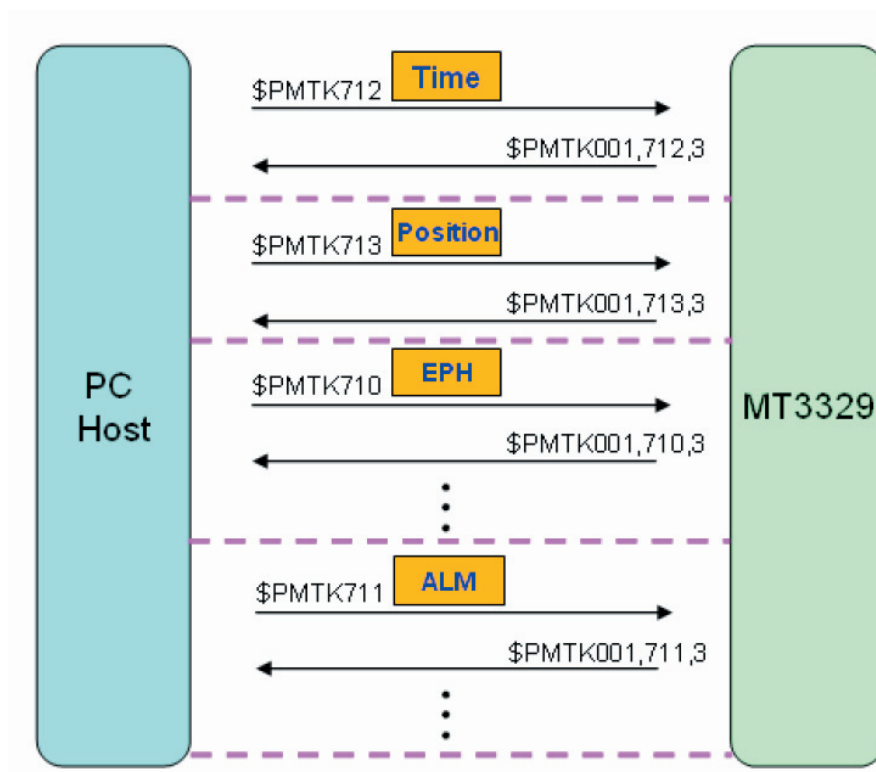 Time
$PMTK712
$PMTK001,712,3
Position
$PMTK713
$PMTK001,713,3
EPH
$PMTK710
$PMTK001,710,3
PC
Host
MT3329
ALM
$PMTK711
$PMTK001,711,3